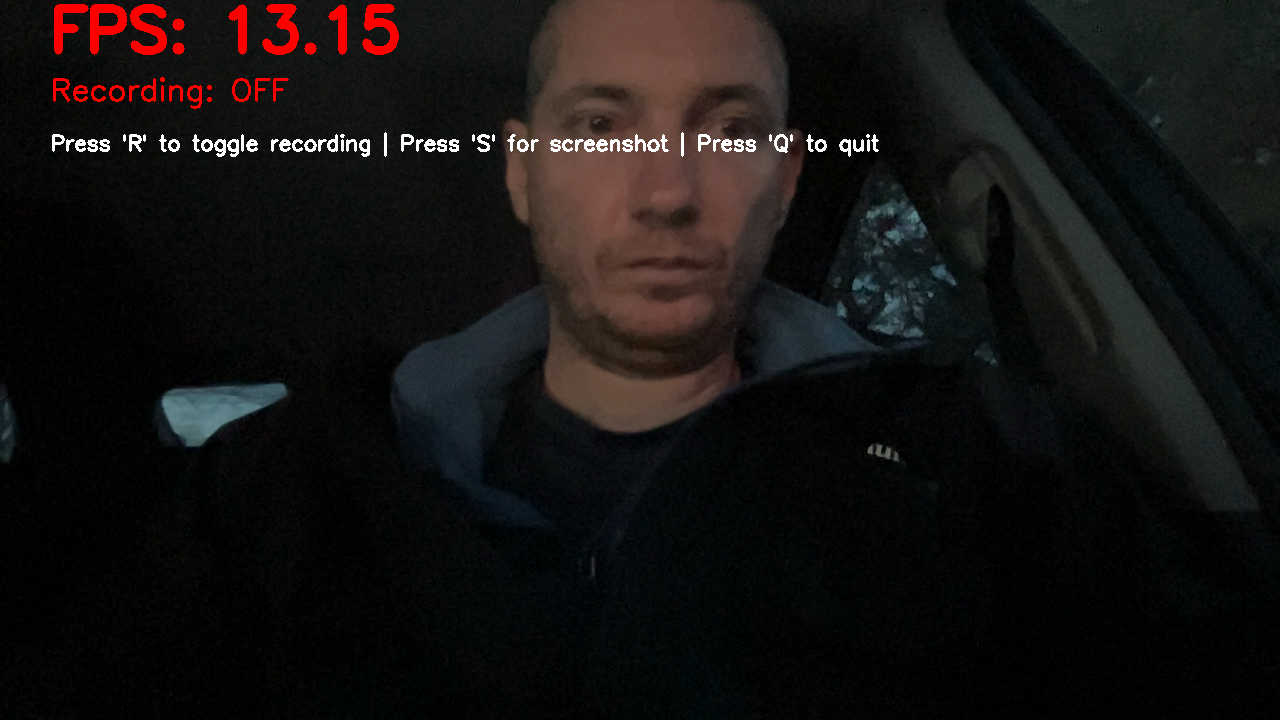 FPS: 13.15
Recording: OFF
Press 'R' to toggle recording | Press 'S' for screenshot | Press 'Q' to quit